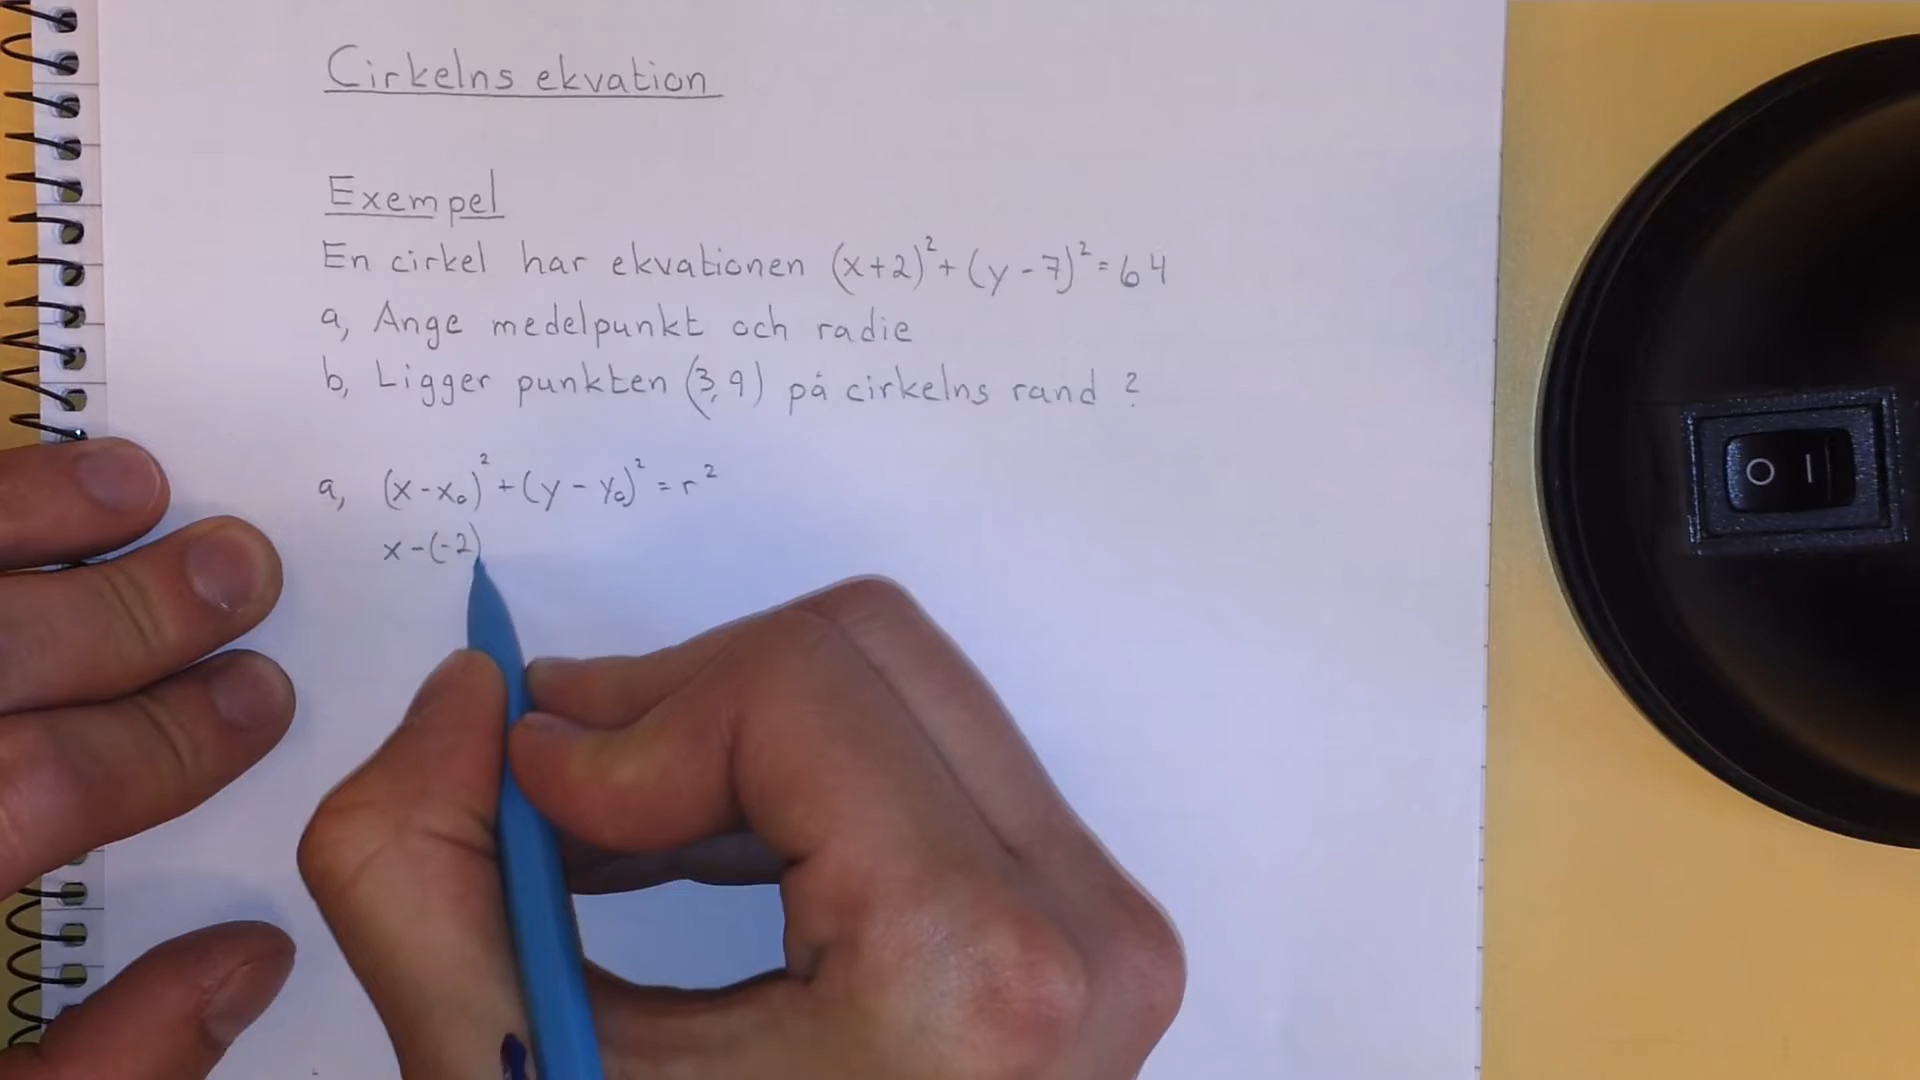 Cirkelns ekvation
Exempel
En cirkel har ekvationen (x+2)²+(y-7)²=64
a, Ange medelpunkt och radie
b, Ligger punkten (3,9) på cirkelns rand ?
a, (x-x₀)²+(y-y₀)²=r²
x-(-2)
O I